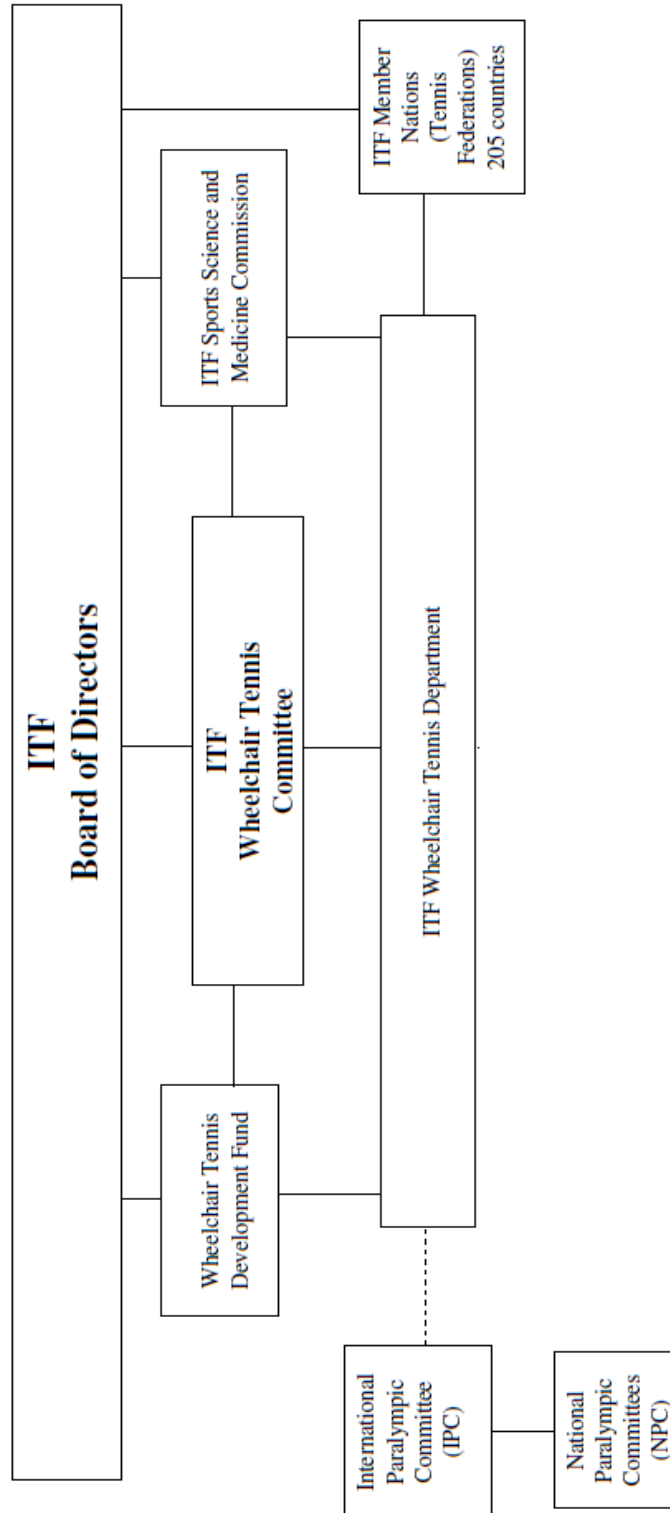 ITF
Board of Directors
Wheelchair Tennis
Development Fund
ITF
Wheelchair Tennis
Committee
ITF Sports Science and
Medicine Commission
International
Paralympic
Committee
(IPC)
ITF Wheelchair Tennis Department
ITF Member
Nations
(Tennis
Federations)
205 countries
National
Paralympic
Committees
(NPC)